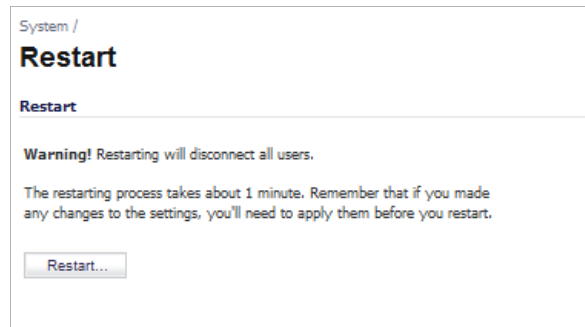 System /
Restart
Restart
Warning! Restarting will disconnect all users.
The restarting process takes about 1 minute. Remember that if you made
any changes to the settings, you'll need to apply them before you restart.
Restart...